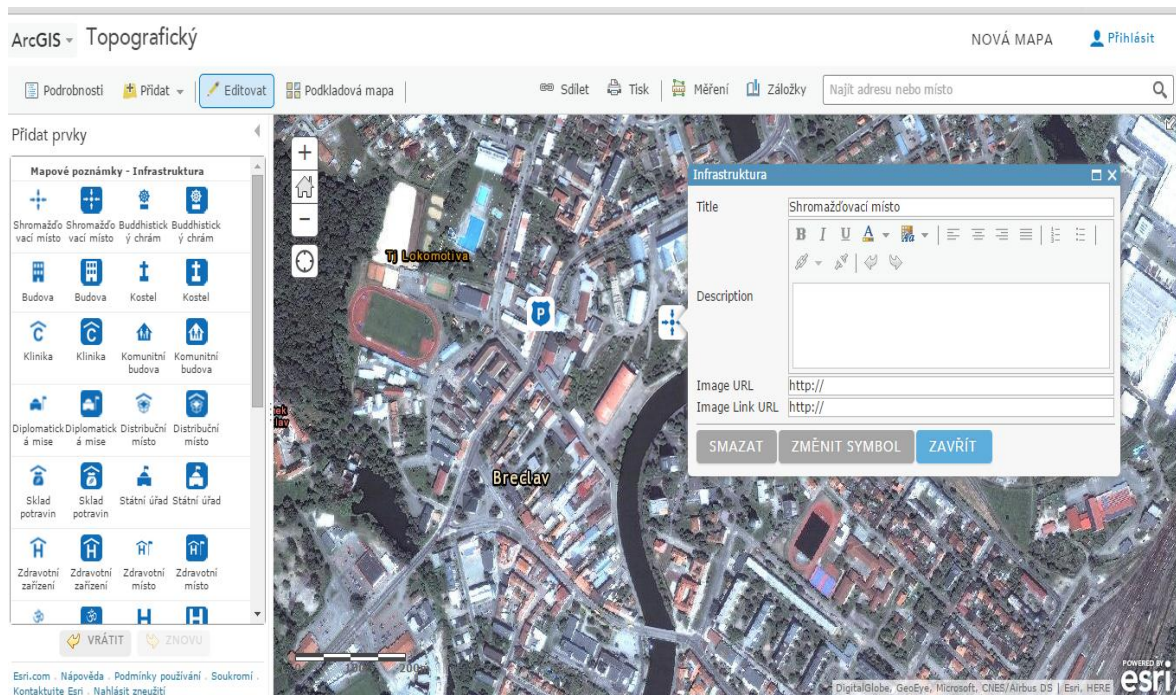 ArcGIS Topografický
NOVÁ MAPA Přihlásit
Podrobnosti Přidat Editovat Podkladová mapa Sdílet Tisk Měření Záložky Najít adresu nebo místo
Přidat prvky
Mapové poznámky - Infrastruktura
Shromažďo Shromažďo Buddhistick Buddhistick
vací místo vací místo ý chrám ý chrám
Budova Budova Kostel Kostel
Klinika Klinika Komunitní Komunitní
budova budova
Diplomatick Diplomatick Distribuční Distribuční
á mise á mise místo místo
Sklad Sklad Státní úřad Státní úřad
potravin potravin
Zdravotní Zdravotní Zdravotní Zdravotní
zařízení zařízení místo místo
VRÁTIT ZNOVU
Esri.com . Nápověda . Podmínky používání . Soukromí .
Kontaktujte Esri . Nahlásit zneužití
Tj Lokomotiva
P
Breclav
Infrastruktura
Title Shromažďovací místo
B I U A
Description
Image URL http://
Image Link URL http://
SMAZAT ZMĚNIT SYMBOL ZAVŘÍT
DigitalGlobe, GeoEye, Microsoft, CNES/Airbus DS | Esri, HERE
POWERED BY
esri